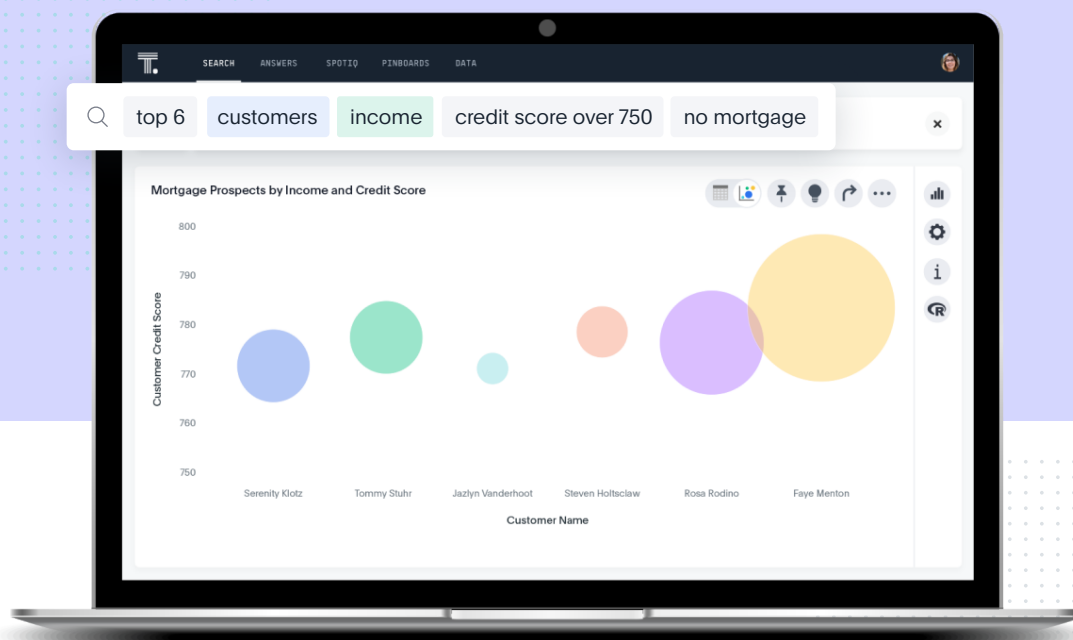 T.
SEARCH ANSWERS SPOTIQ PINBOARDS DATA
top 6 customers income credit score over 750 no mortgage
Mortgage Prospects by Income and Credit Score
800
790
780
770
760
750
Customer Credit Score
Serenity Klotz Tommy Stuhr Jazlyn Vanderhoot Steven Holtsclaw Rosa Rodino Faye Menton
Customer Name
i
R